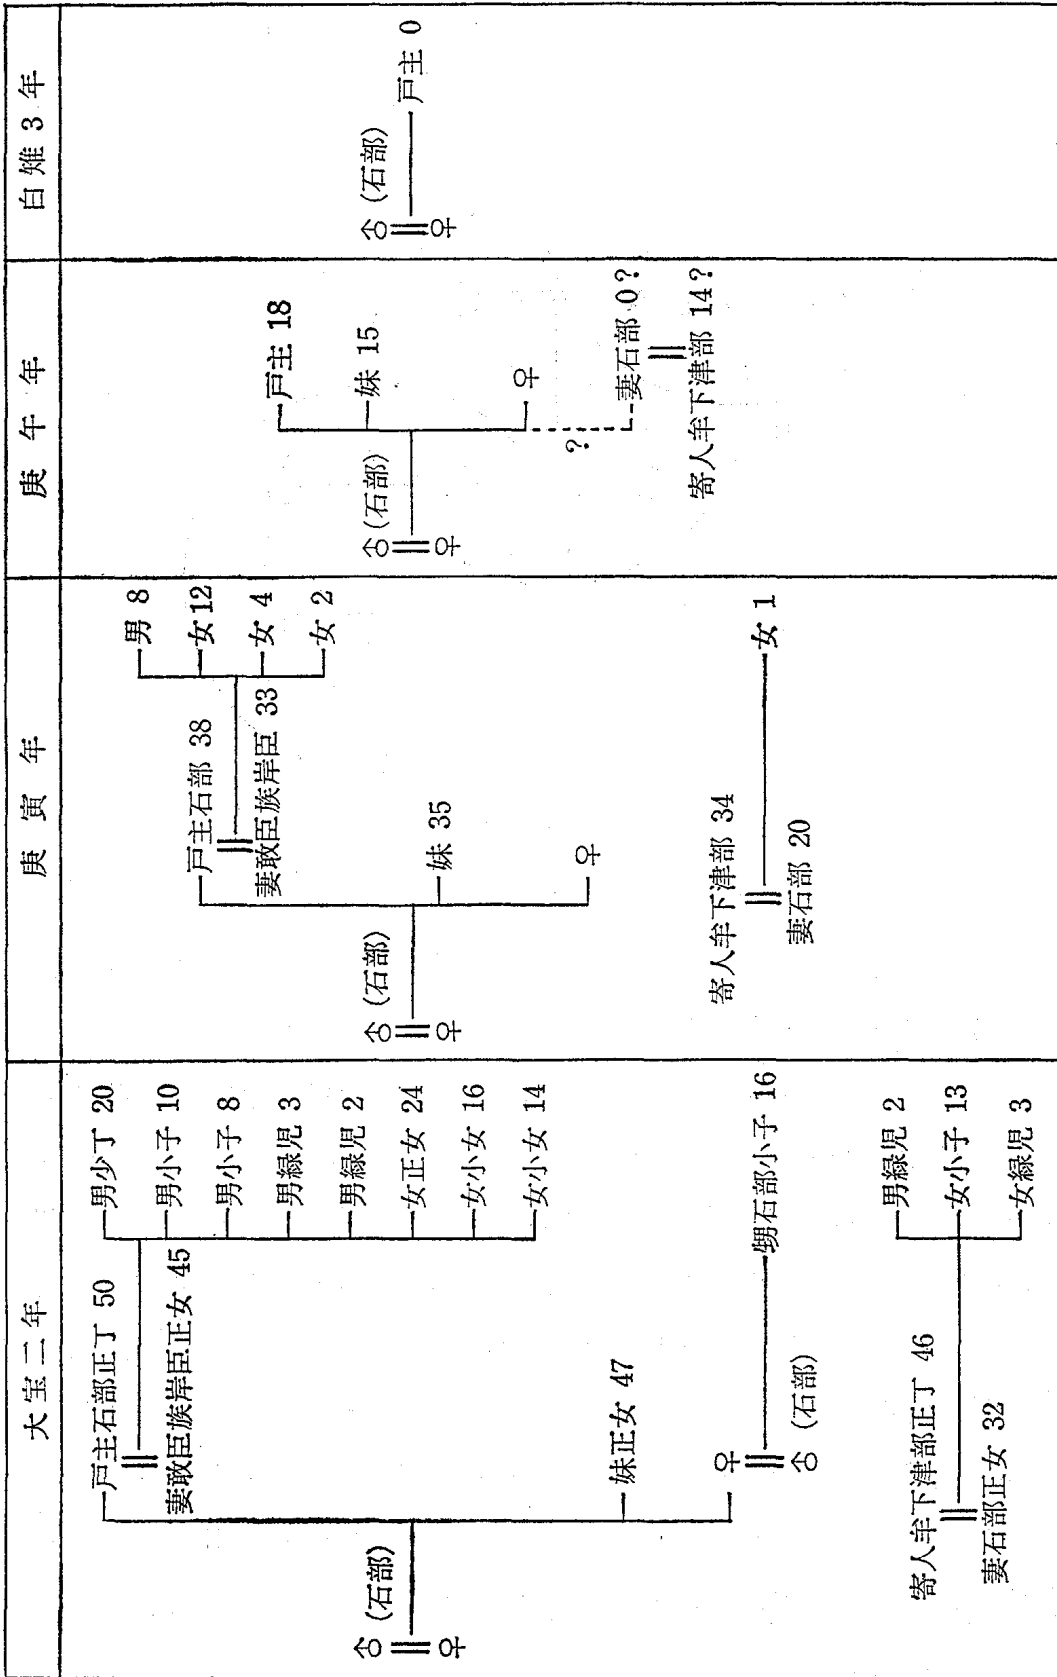 大宝二年
♂ (石部)
♀
戸主石部正丁 50
妻敢臣族岸臣正女 45
男少丁 20
男小子 10
男小子 8
男緑児 3
男緑児 2
女正女 24
女小女 16
女小女 14
妹正女 47
♀
♂ (石部)
甥石部小子 16
寄人牟下津部正丁 46
妻石部正女 32
男緑児 2
女小子 13
女緑児 3
庚寅年
♂ (石部)
♀
戸主石部 38
妻敢臣族岸臣 33
男 8
女 12
女 4
女 2
妹 35
♀
寄人牟下津部 34
妻石部 20
女 1
庚午年
♂ (石部)
♀
戸主 18
妹 15
♀
?
妻石部 0?
寄人牟下津部 14?
白雉3年
♂ (石部)
♀
戸主 0